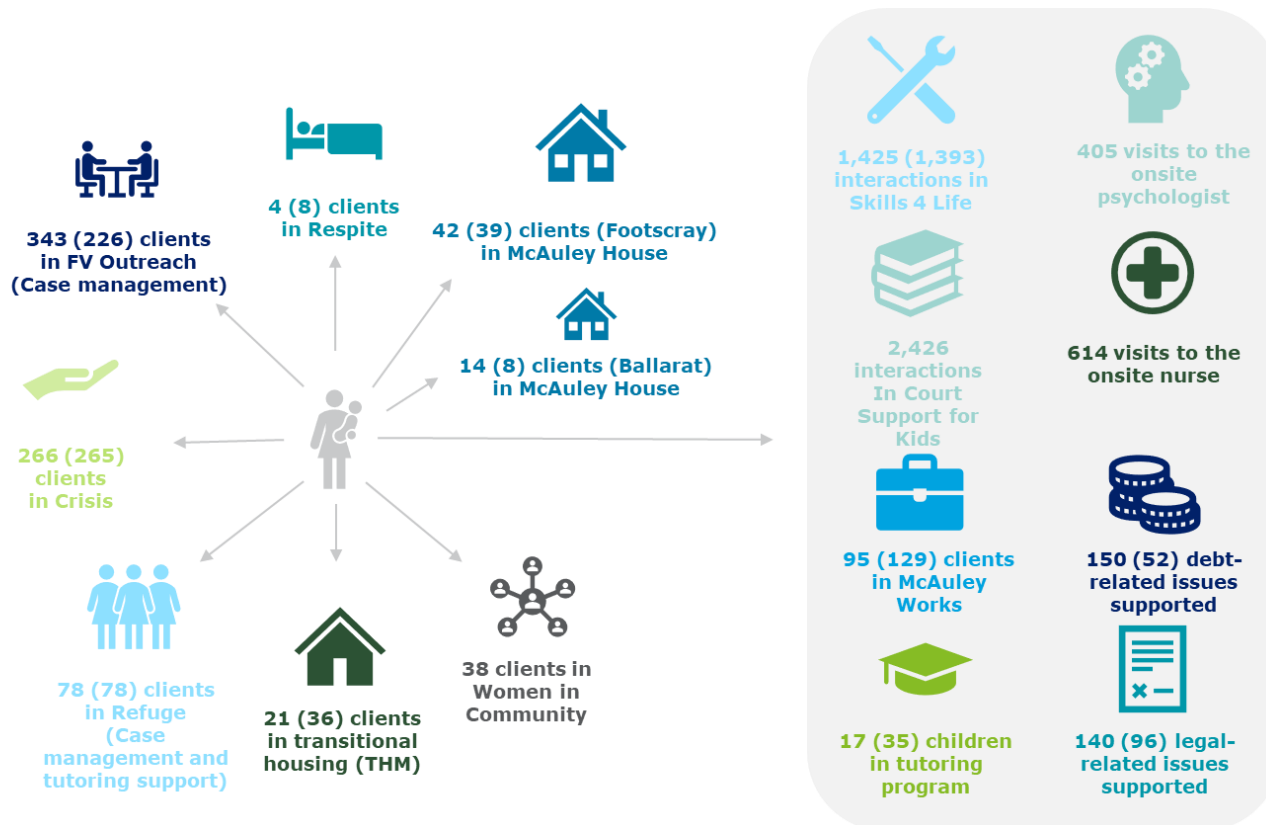 343 (226) clients
in FV Outreach
(Case management)
4 (8) clients
in Respite
42 (39) clients (Footscray)
in McAuley House
14 (8) clients (Ballarat)
in McAuley House
266 (265)
clients
in Crisis
78 (78) clients
in Refuge
(Case
management and
tutoring support)
21 (36) clients
in transitional
housing (THM)
38 clients in
Women in
Community
1,425 (1,393)
interactions in
Skills 4 Life
405 visits to the
onsite
psychologist
2,426
interactions
In Court
Support for
Kids
614 visits to the
onsite nurse
95 (129) clients
in McAuley
Works
150 (52) debt-
related issues
supported
17 (35) children
in tutoring
program
140 (96) legal-
related issues
supported